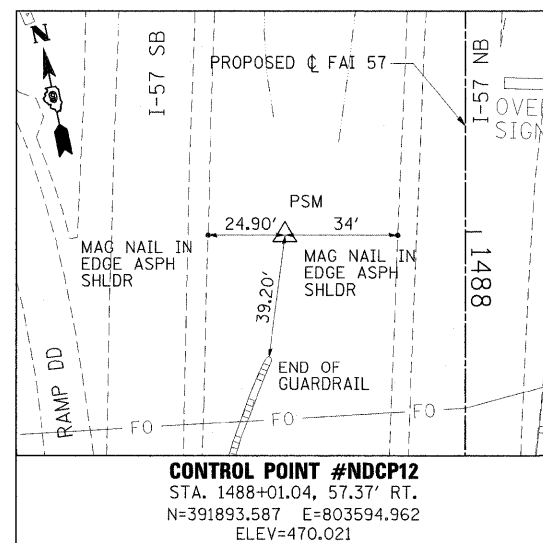 N
I-57 SB
PROPOSED ℄ FAI 57
I-57 NB
OVE
SIGN
PSM
24.90'
34'
MAG NAIL IN
EDGE ASPH
SHLDR
MAG NAIL IN
EDGE ASPH
SHLDR
1488
39.20'
END OF
GUARDRAIL
RAMP DD
FO
FO
FO
CONTROL POINT #NDCP12
STA. 1488+01.04, 57.37' RT.
N=391893.587 E=803594.962
ELEV=470.021